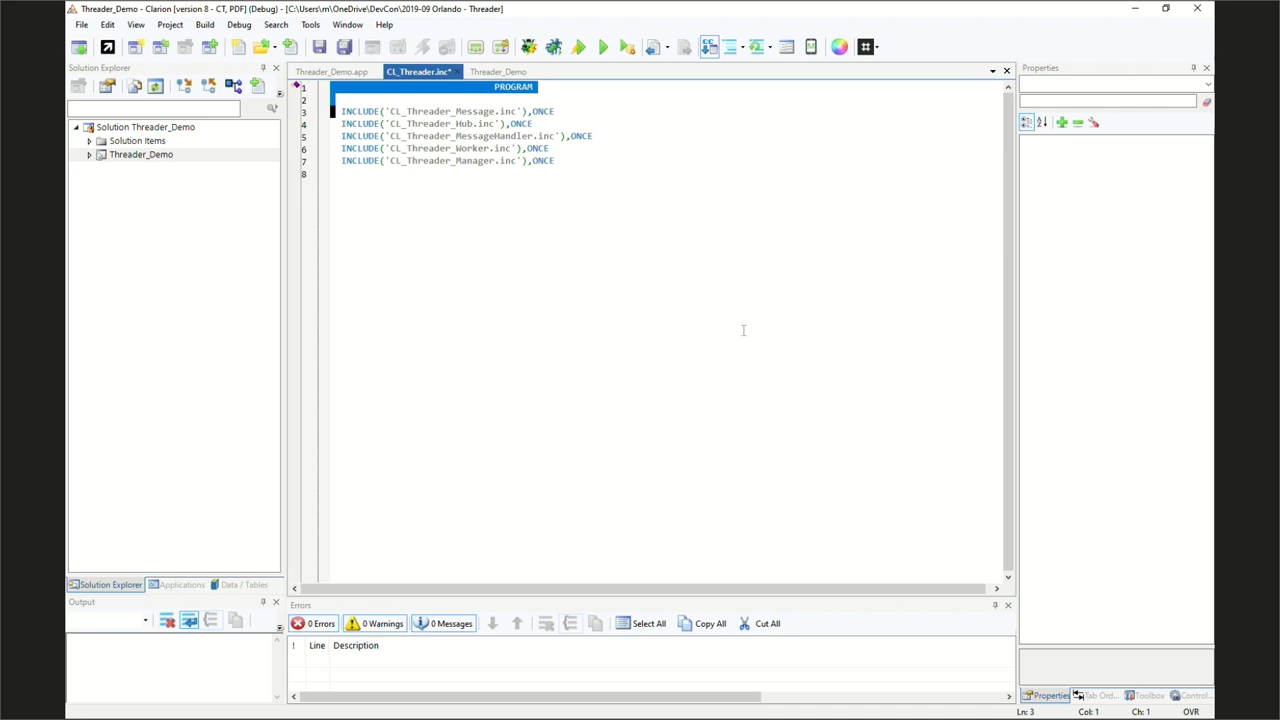 Threader_Demo - Clarion [version 8 - CT, PDF] (Debug) - [C:\Users\m\OneDrive\DevCon\2019-09 Orlando - Threader]
File Edit View Project Build Debug Search Tools Window Help
Solution Explorer
Threader_Demo.app CL_Threader.inc* Threader_Demo
Properties
Solution Threader_Demo
Solution Items
Threader_Demo
1 PROGRAM
2
3 INCLUDE('CL_Threader_Message.inc'),ONCE
4 INCLUDE('CL_Threader_Hub.inc'),ONCE
5 INCLUDE('CL_Threader_MessageHandler.inc'),ONCE
6 INCLUDE('CL_Threader_Worker.inc'),ONCE
7 INCLUDE('CL_Threader_Manager.inc'),ONCE
8
Solution Explorer Applications Data / Tables
Output
Errors
0 Errors 0 Warnings 0 Messages Select All Copy All Cut All
! Line Description
Properties Tab Ord... Toolbox Control...
Ln: 3 Col: 1 Ch: 1 OVR